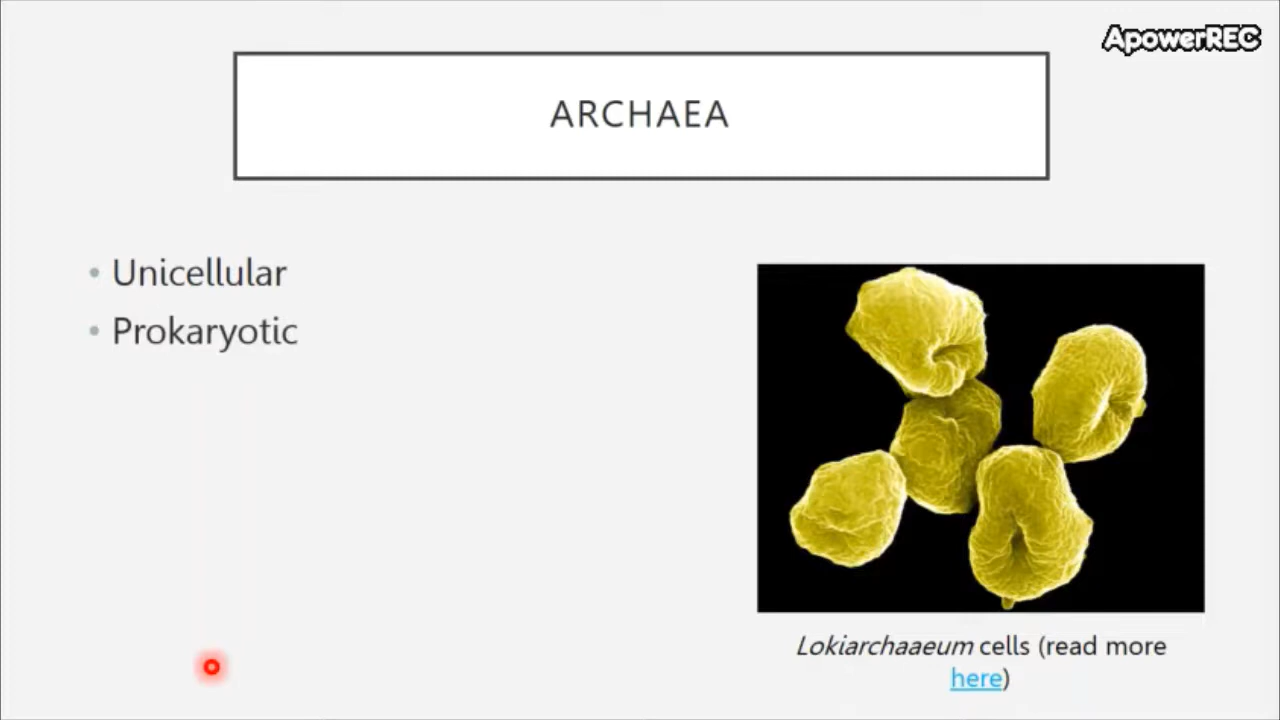 ApowerREC
ARCHAEA
• Unicellular
• Prokaryotic
Lokiarchaaeum cells (read more
here)